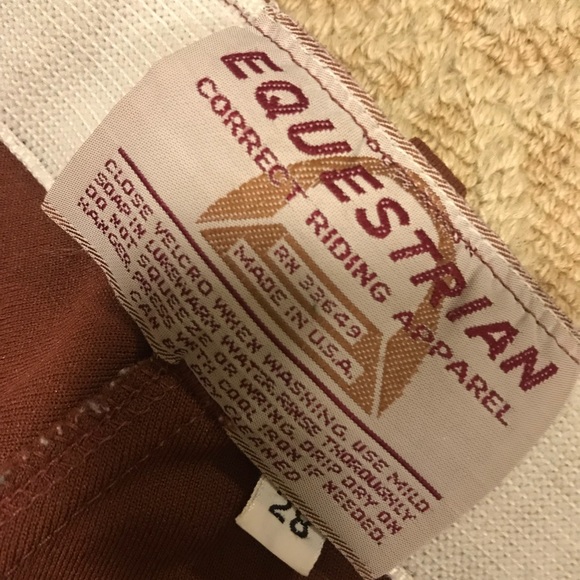 EQUESTRIAN
CORRECT RIDING APPAREL
RN 33649
MADE IN U.S.A.
CLOSE VELCRO WHEN WASHING. USE MILD
SOAP IN LUKEWARM WATER. RINSE THOROUGHLY
DO NOT SQUEEZE OR WRING. DRIP DRY ON
HANGER. PRESS WITH COOL IRON IF NEEDED.
CAN CLEANED
28